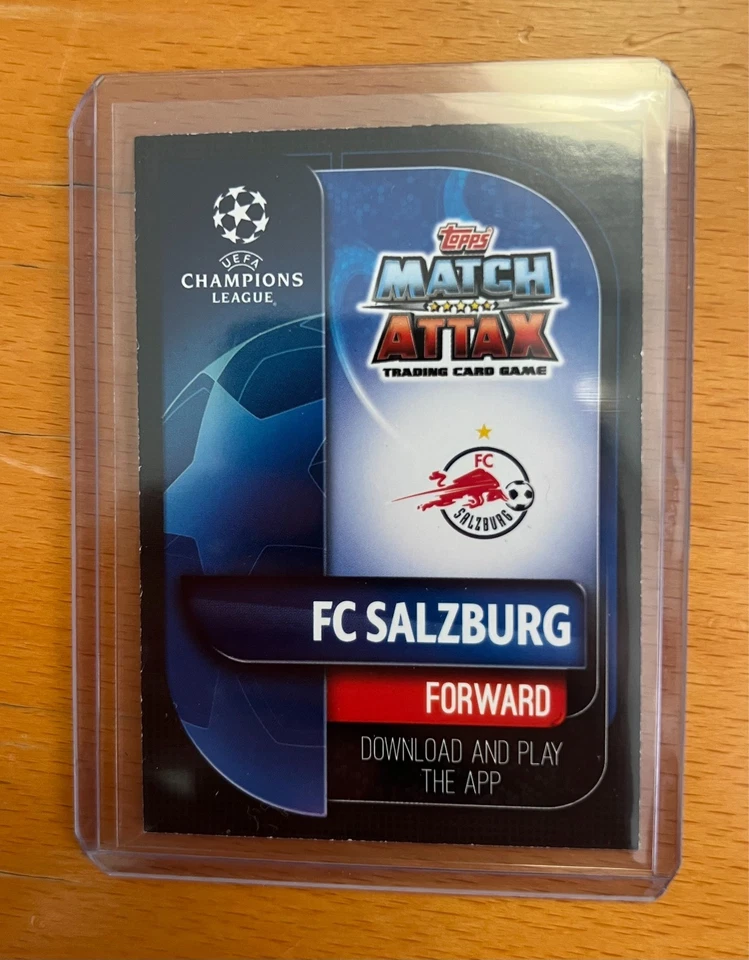 UEFA
CHAMPIONS
LEAGUE
Topps
MATCH
ATTAX
TRADING CARD GAME
FC
SALZBURG
FC SALZBURG
FORWARD
DOWNLOAD AND PLAY
THE APP